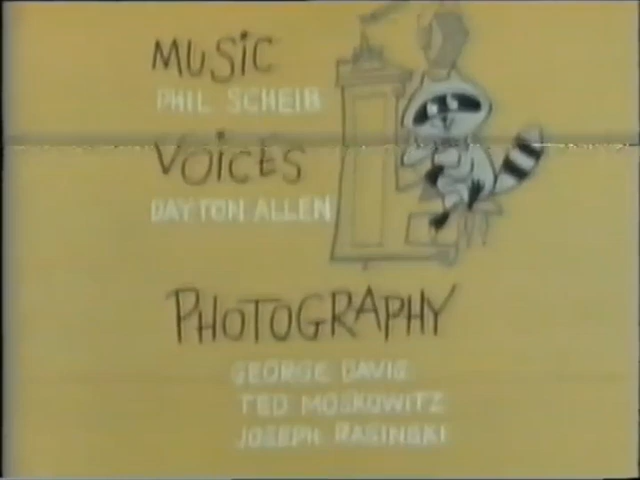 MUSIC
PHIL SCHEIB
VOICES
DAYTON ALLEN
PHOTOGRAPHY
GEORGE DAVIS
TED MOSKOWITZ
JOSEPH RASINSKI